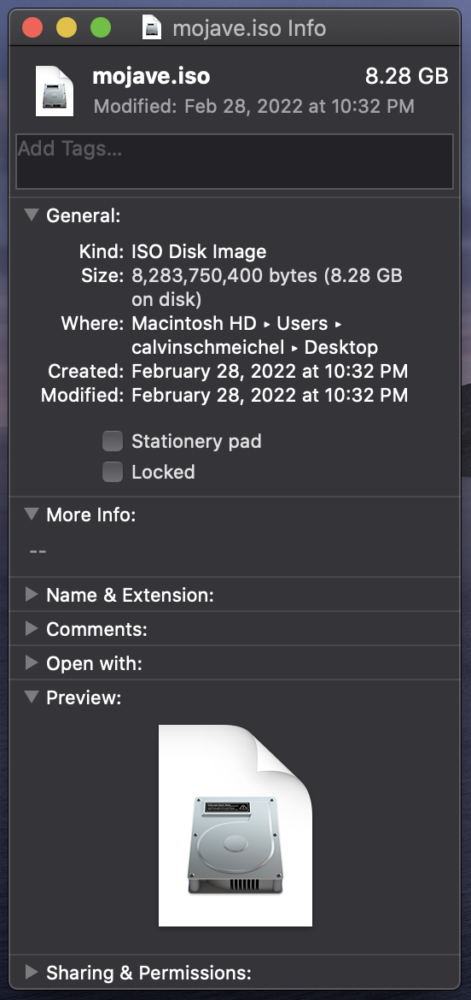 mojave.iso Info
mojave.iso 8.28 GB
Modified: Feb 28, 2022 at 10:32 PM
Add Tags...
General:
Kind: ISO Disk Image
Size: 8,283,750,400 bytes (8.28 GB
on disk)
Where: Macintosh HD ▸ Users ▸
calvinschmeichel ▸ Desktop
Created: February 28, 2022 at 10:32 PM
Modified: February 28, 2022 at 10:32 PM
Stationery pad
Locked
More Info:
--
Name & Extension:
Comments:
Open with:
Preview:
Sharing & Permissions: